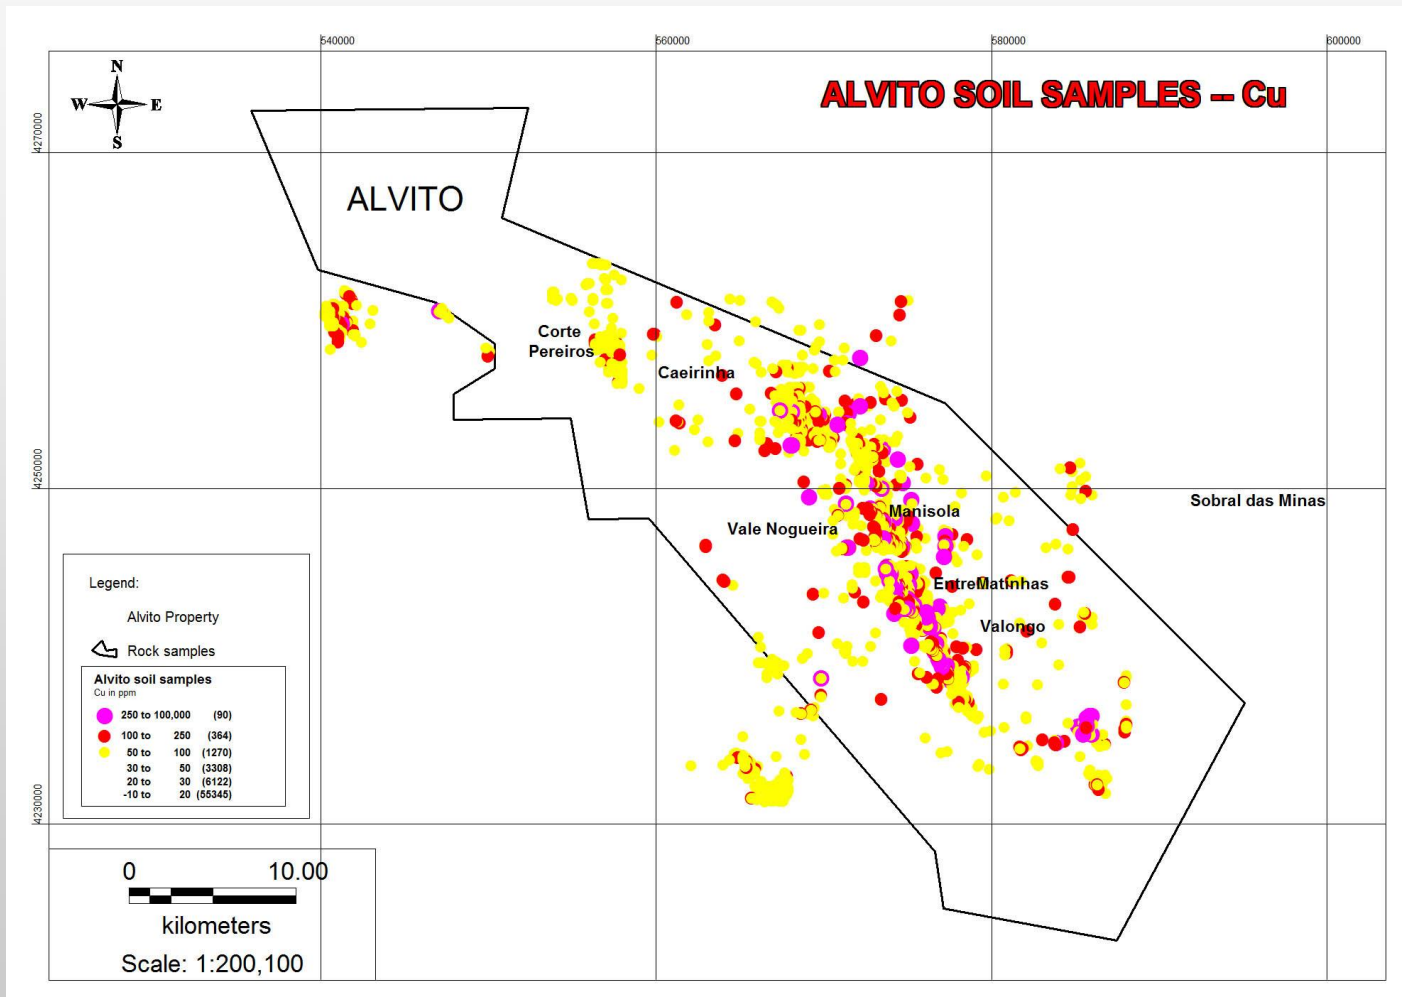 540000
560000
580000
600000
N
W E
S
ALVITO SOIL SAMPLES -- Cu
4270000
ALVITO
Corte
Pereiros
Caeirinha
4250000
Sobral das Minas
Manisola
Vale Nogueira
EntreMatinhas
Valongo
Legend:
Alvito Property
Rock samples
Alvito soil samples
Cu in ppm
250 to 100,000 (90)
100 to 250 (364)
50 to 100 (1270)
30 to 50 (3308)
20 to 30 (6122)
-10 to 20 (55345)
4230000
0 10.00
kilometers
Scale: 1:200,100